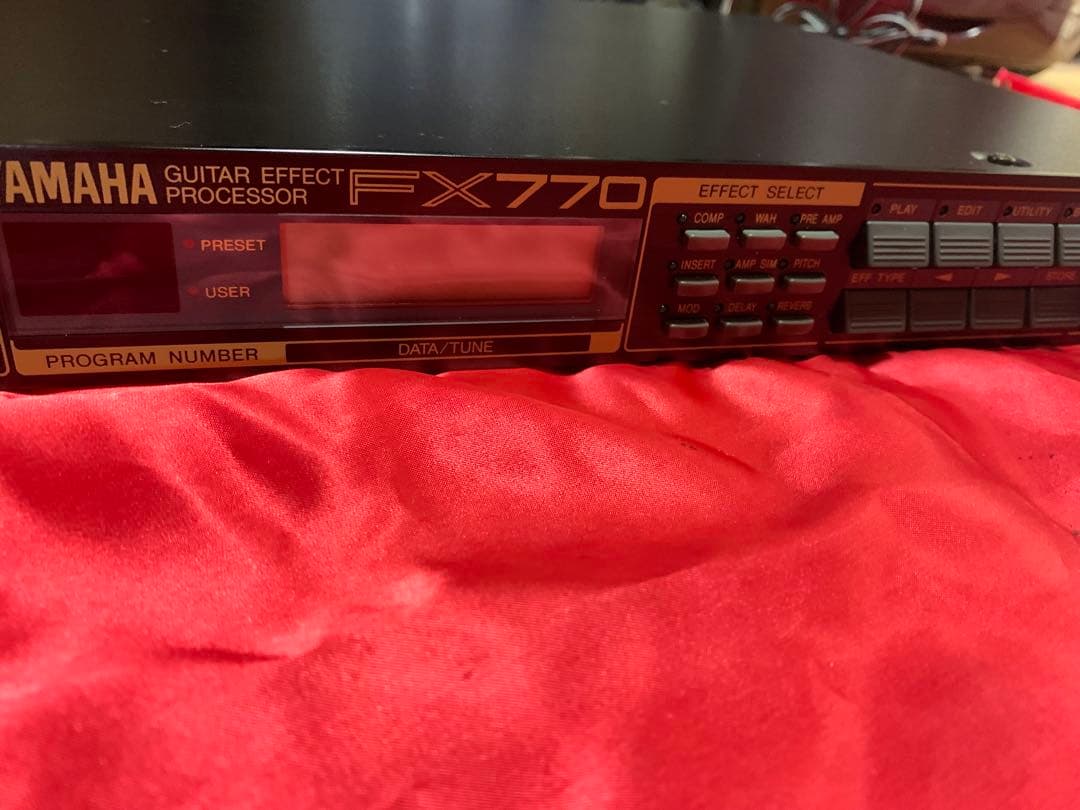 YAMAHA GUITAR EFFECT PROCESSOR FX770
PRESET
USER
PROGRAM NUMBER
DATA/TUNE
EFFECT SELECT
COMP WAH PRE AMP
INSERT AMP SIM PITCH
MOD DELAY REVERB
PLAY EDIT UTILITY
EFF TYPE ◄ ►